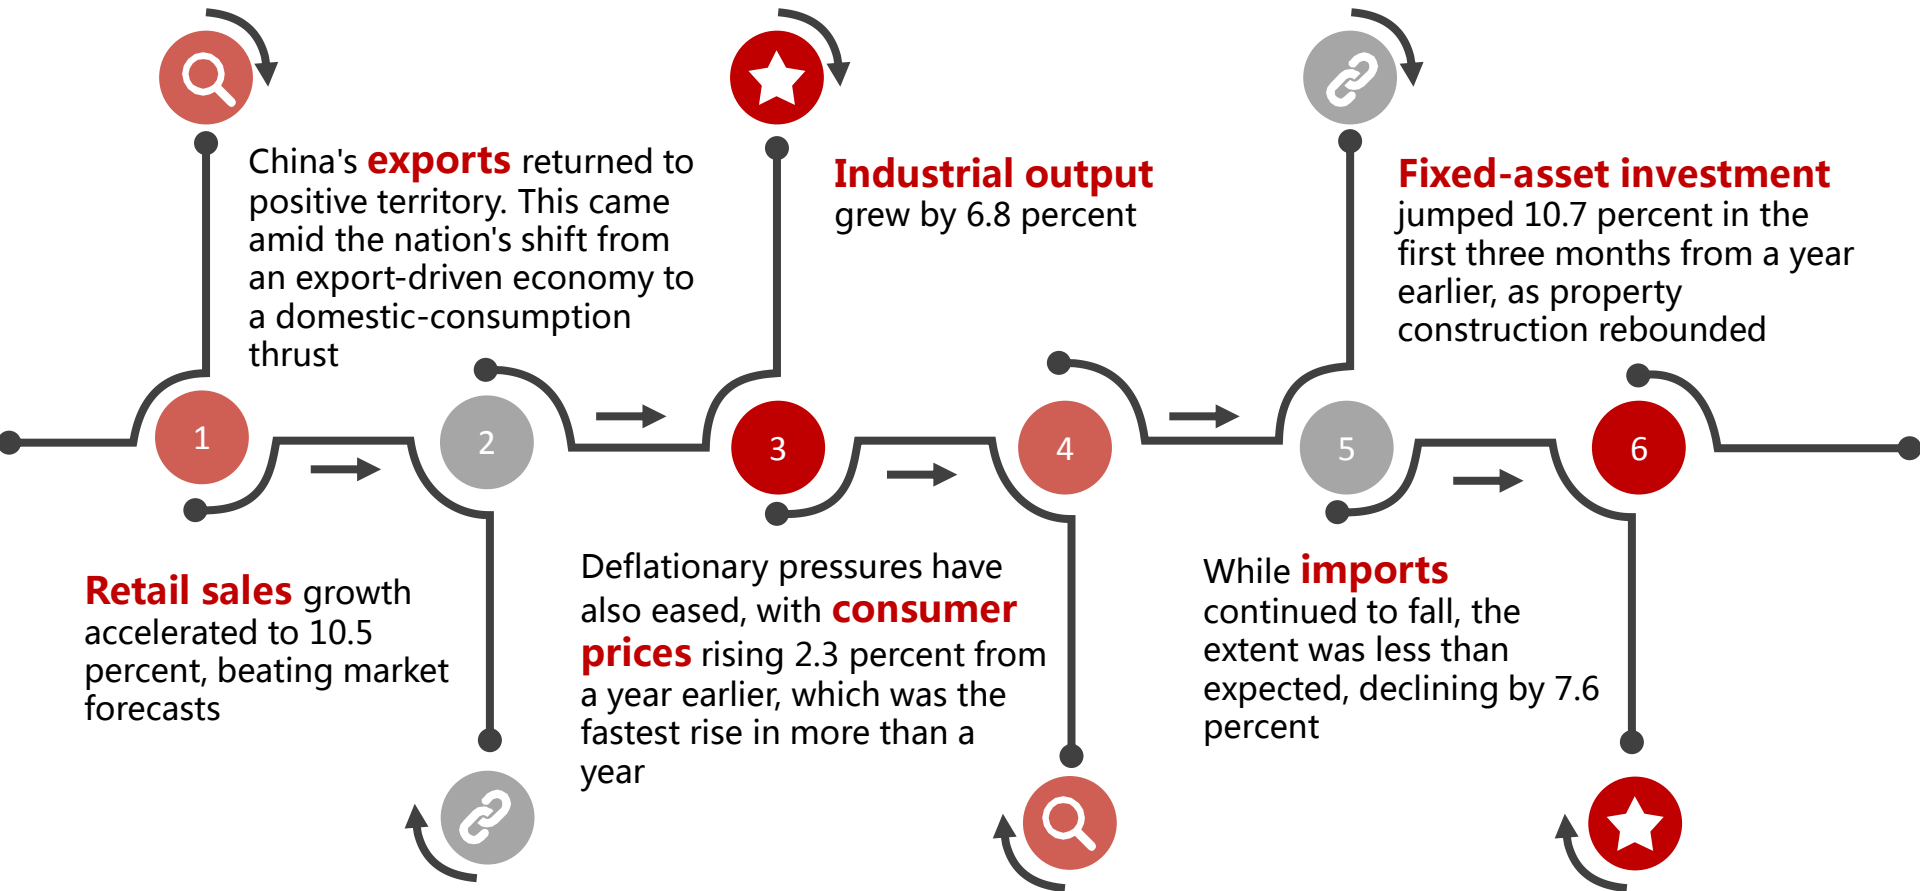 China's exports returned to
positive territory. This came
amid the nation's shift from
an export-driven economy to
a domestic-consumption
thrust
Industrial output
grew by 6.8 percent
Fixed-asset investment
jumped 10.7 percent in the
first three months from a year
earlier, as property
construction rebounded
1
2
3
4
5
6
Retail sales growth
accelerated to 10.5
percent, beating market
forecasts
Deflationary pressures have
also eased, with consumer
prices rising 2.3 percent from
a year earlier, which was the
fastest rise in more than a
year
While imports
continued to fall, the
extent was less than
expected, declining by 7.6
percent